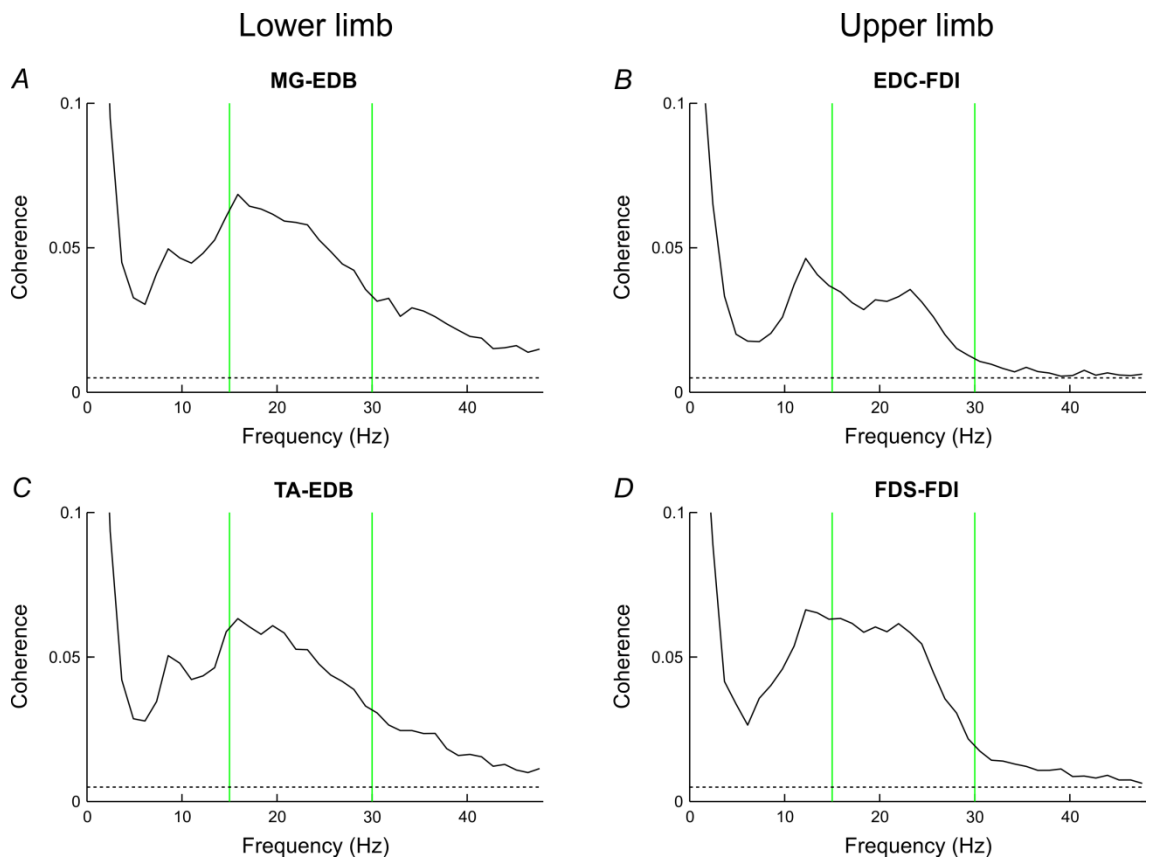 Lower limb
Upper limb
A
MG-EDB
0.1
0.05
0
Coherence
0
10
20
30
40
Frequency (Hz)
B
EDC-FDI
0.1
0.05
0
Coherence
0
10
20
30
40
Frequency (Hz)
C
TA-EDB
0.1
0.05
0
Coherence
0
10
20
30
40
Frequency (Hz)
D
FDS-FDI
0.1
0.05
0
Coherence
0
10
20
30
40
Frequency (Hz)